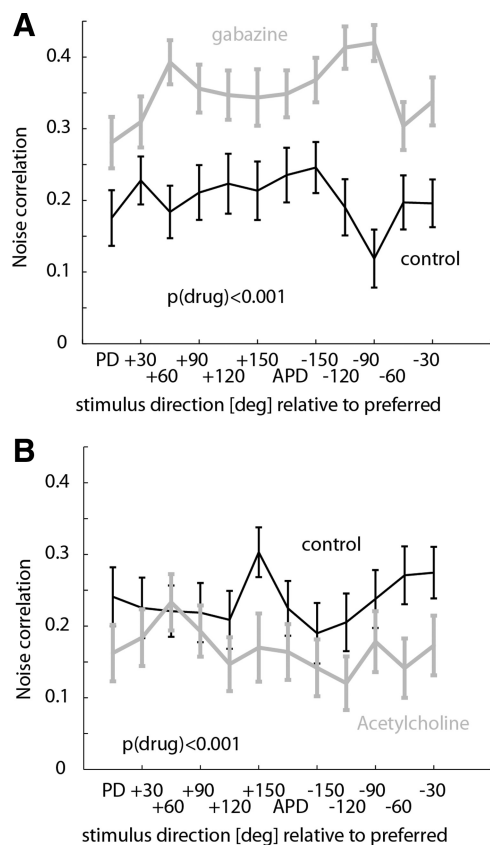 A
gabazine
0.4
0.3
0.2
0.1
0
Noise correlation
control
p(drug)<0.001
PD +30 +90 +150 -150 -90 -30
+60 +120 APD -120 -60
stimulus direction [deg] relative to preferred
B
0.4
0.3
0.2
0.1
0
Noise correlation
control
Acetylcholine
p(drug)<0.001
PD +30 +90 +150 -150 -90 -30
+60 +120 APD -120 -60
stimulus direction [deg] relative to preferred